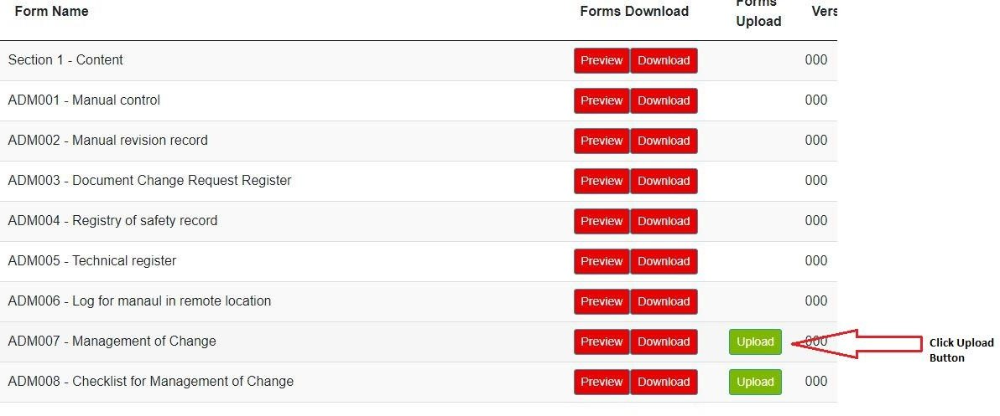 Form Name Forms Download Forms Upload Vers
Section 1 - Content Preview Download 000
ADM001 - Manual control Preview Download 000
ADM002 - Manual revision record Preview Download 000
ADM003 - Document Change Request Register Preview Download 000
ADM004 - Registry of safety record Preview Download 000
ADM005 - Technical register Preview Download 000
ADM006 - Log for manaul in remote location Preview Download 000
ADM007 - Management of Change Preview Download Upload 000
Click Upload
Button
ADM008 - Checklist for Management of Change Preview Download Upload 000